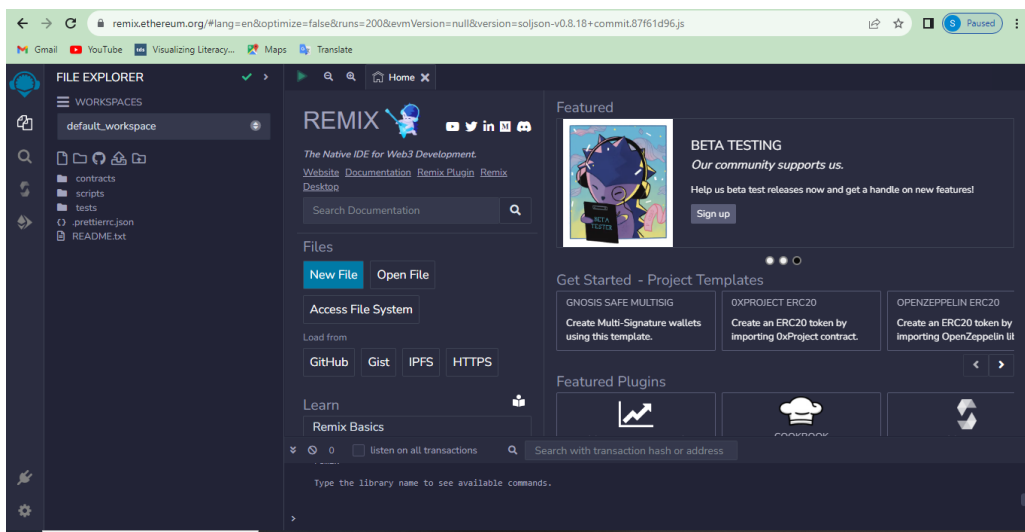 remix.ethereum.org/#lang=en&optimize=false&runs=200&evmVersion=null&version=soljson-v0.8.18+commit.87f61d96.js
S Paused
Gmail YouTube Visualizing Literacy... Maps Translate
FILE EXPLORER
WORKSPACES
default_workspace
contracts
scripts
tests
{} .prettierrc.json
README.txt
Home
REMIX
The Native IDE for Web3 Development.
Website Documentation Remix Plugin Remix
Desktop
Search Documentation
Files
New File Open File
Access File System
Load from
GitHub Gist IPFS HTTPS
Learn
Remix Basics
Featured
BETA TESTING
Our community supports us.
Help us beta test releases now and get a handle on new features!
Sign up
BETA
TESTER
Get Started - Project Templates
GNOSIS SAFE MULTISIG
Create Multi-Signature wallets
using this template.
0XPROJECT ERC20
Create an ERC20 token by
importing 0xProject contract.
OPENZEPPELIN ERC20
Create an ERC20 token by
importing OpenZeppelin lib
Featured Plugins
COOKBOOK
0 listen on all transactions Search with transaction hash or address
Type the library name to see available commands.
>